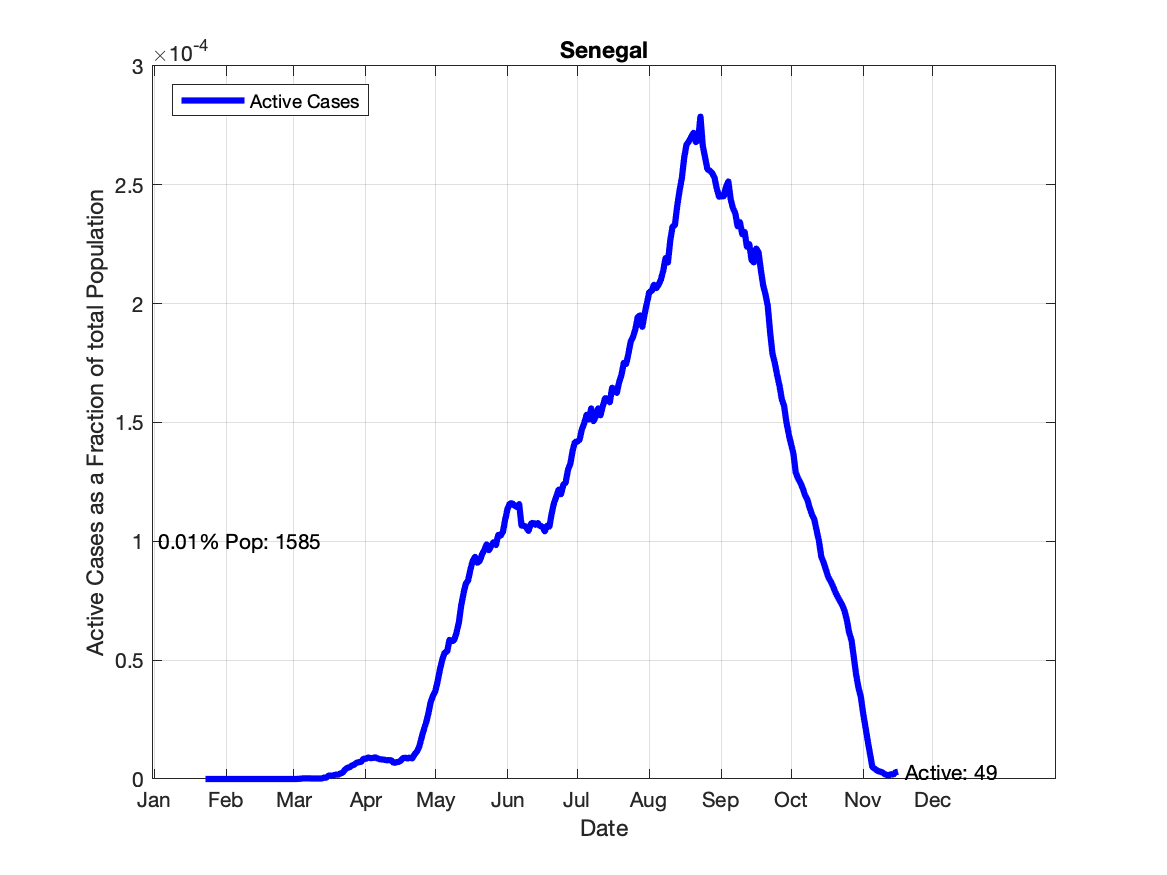 Senegal
×10-4
3
2.5
2
1.5
1
0.5
0
Active Cases as a Fraction of total Population
Active Cases
0.01% Pop: 1585
Active: 49
Jan Feb Mar Apr May Jun Jul Aug Sep Oct Nov Dec
Date